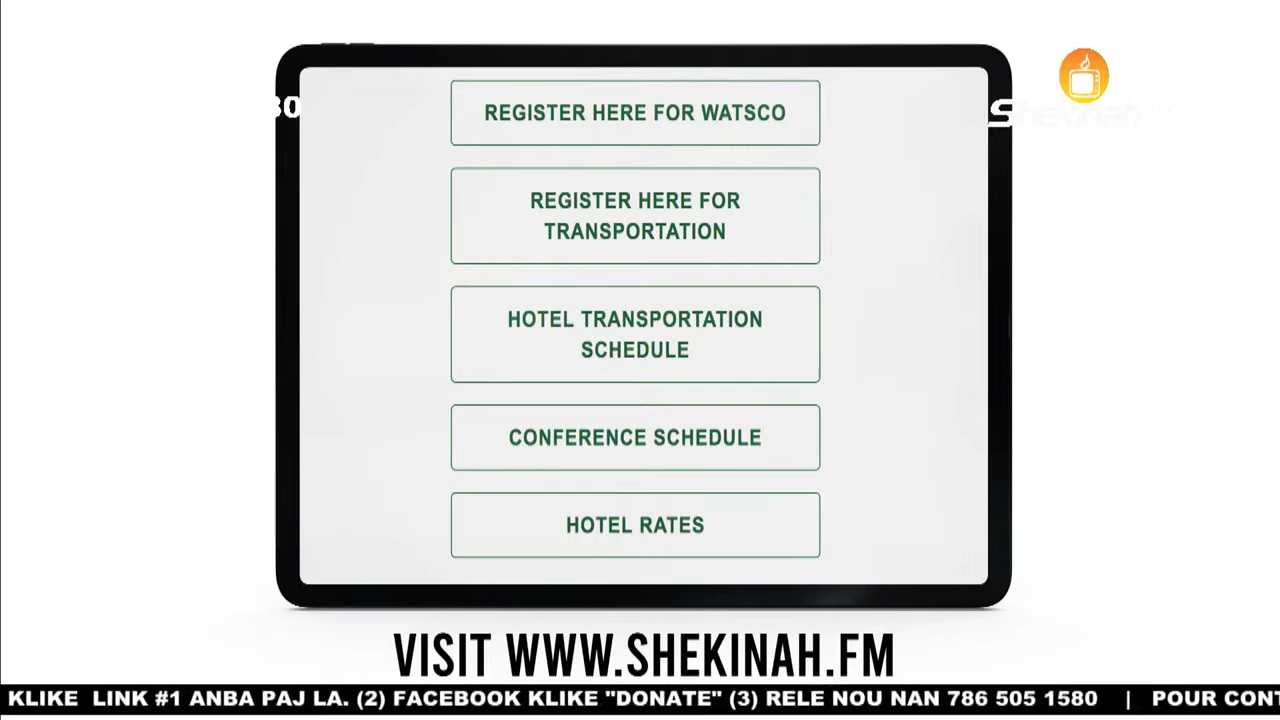 30
Shekinah
REGISTER HERE FOR WATSCO
REGISTER HERE FOR
TRANSPORTATION
HOTEL TRANSPORTATION
SCHEDULE
CONFERENCE SCHEDULE
HOTEL RATES
VISIT WWW.SHEKINAH.FM
KLIKE LINK #1 ANBA PAJ LA. (2) FACEBOOK KLIKE "DONATE" (3) RELE NOU NAN 786 505 1580 | POUR CONT